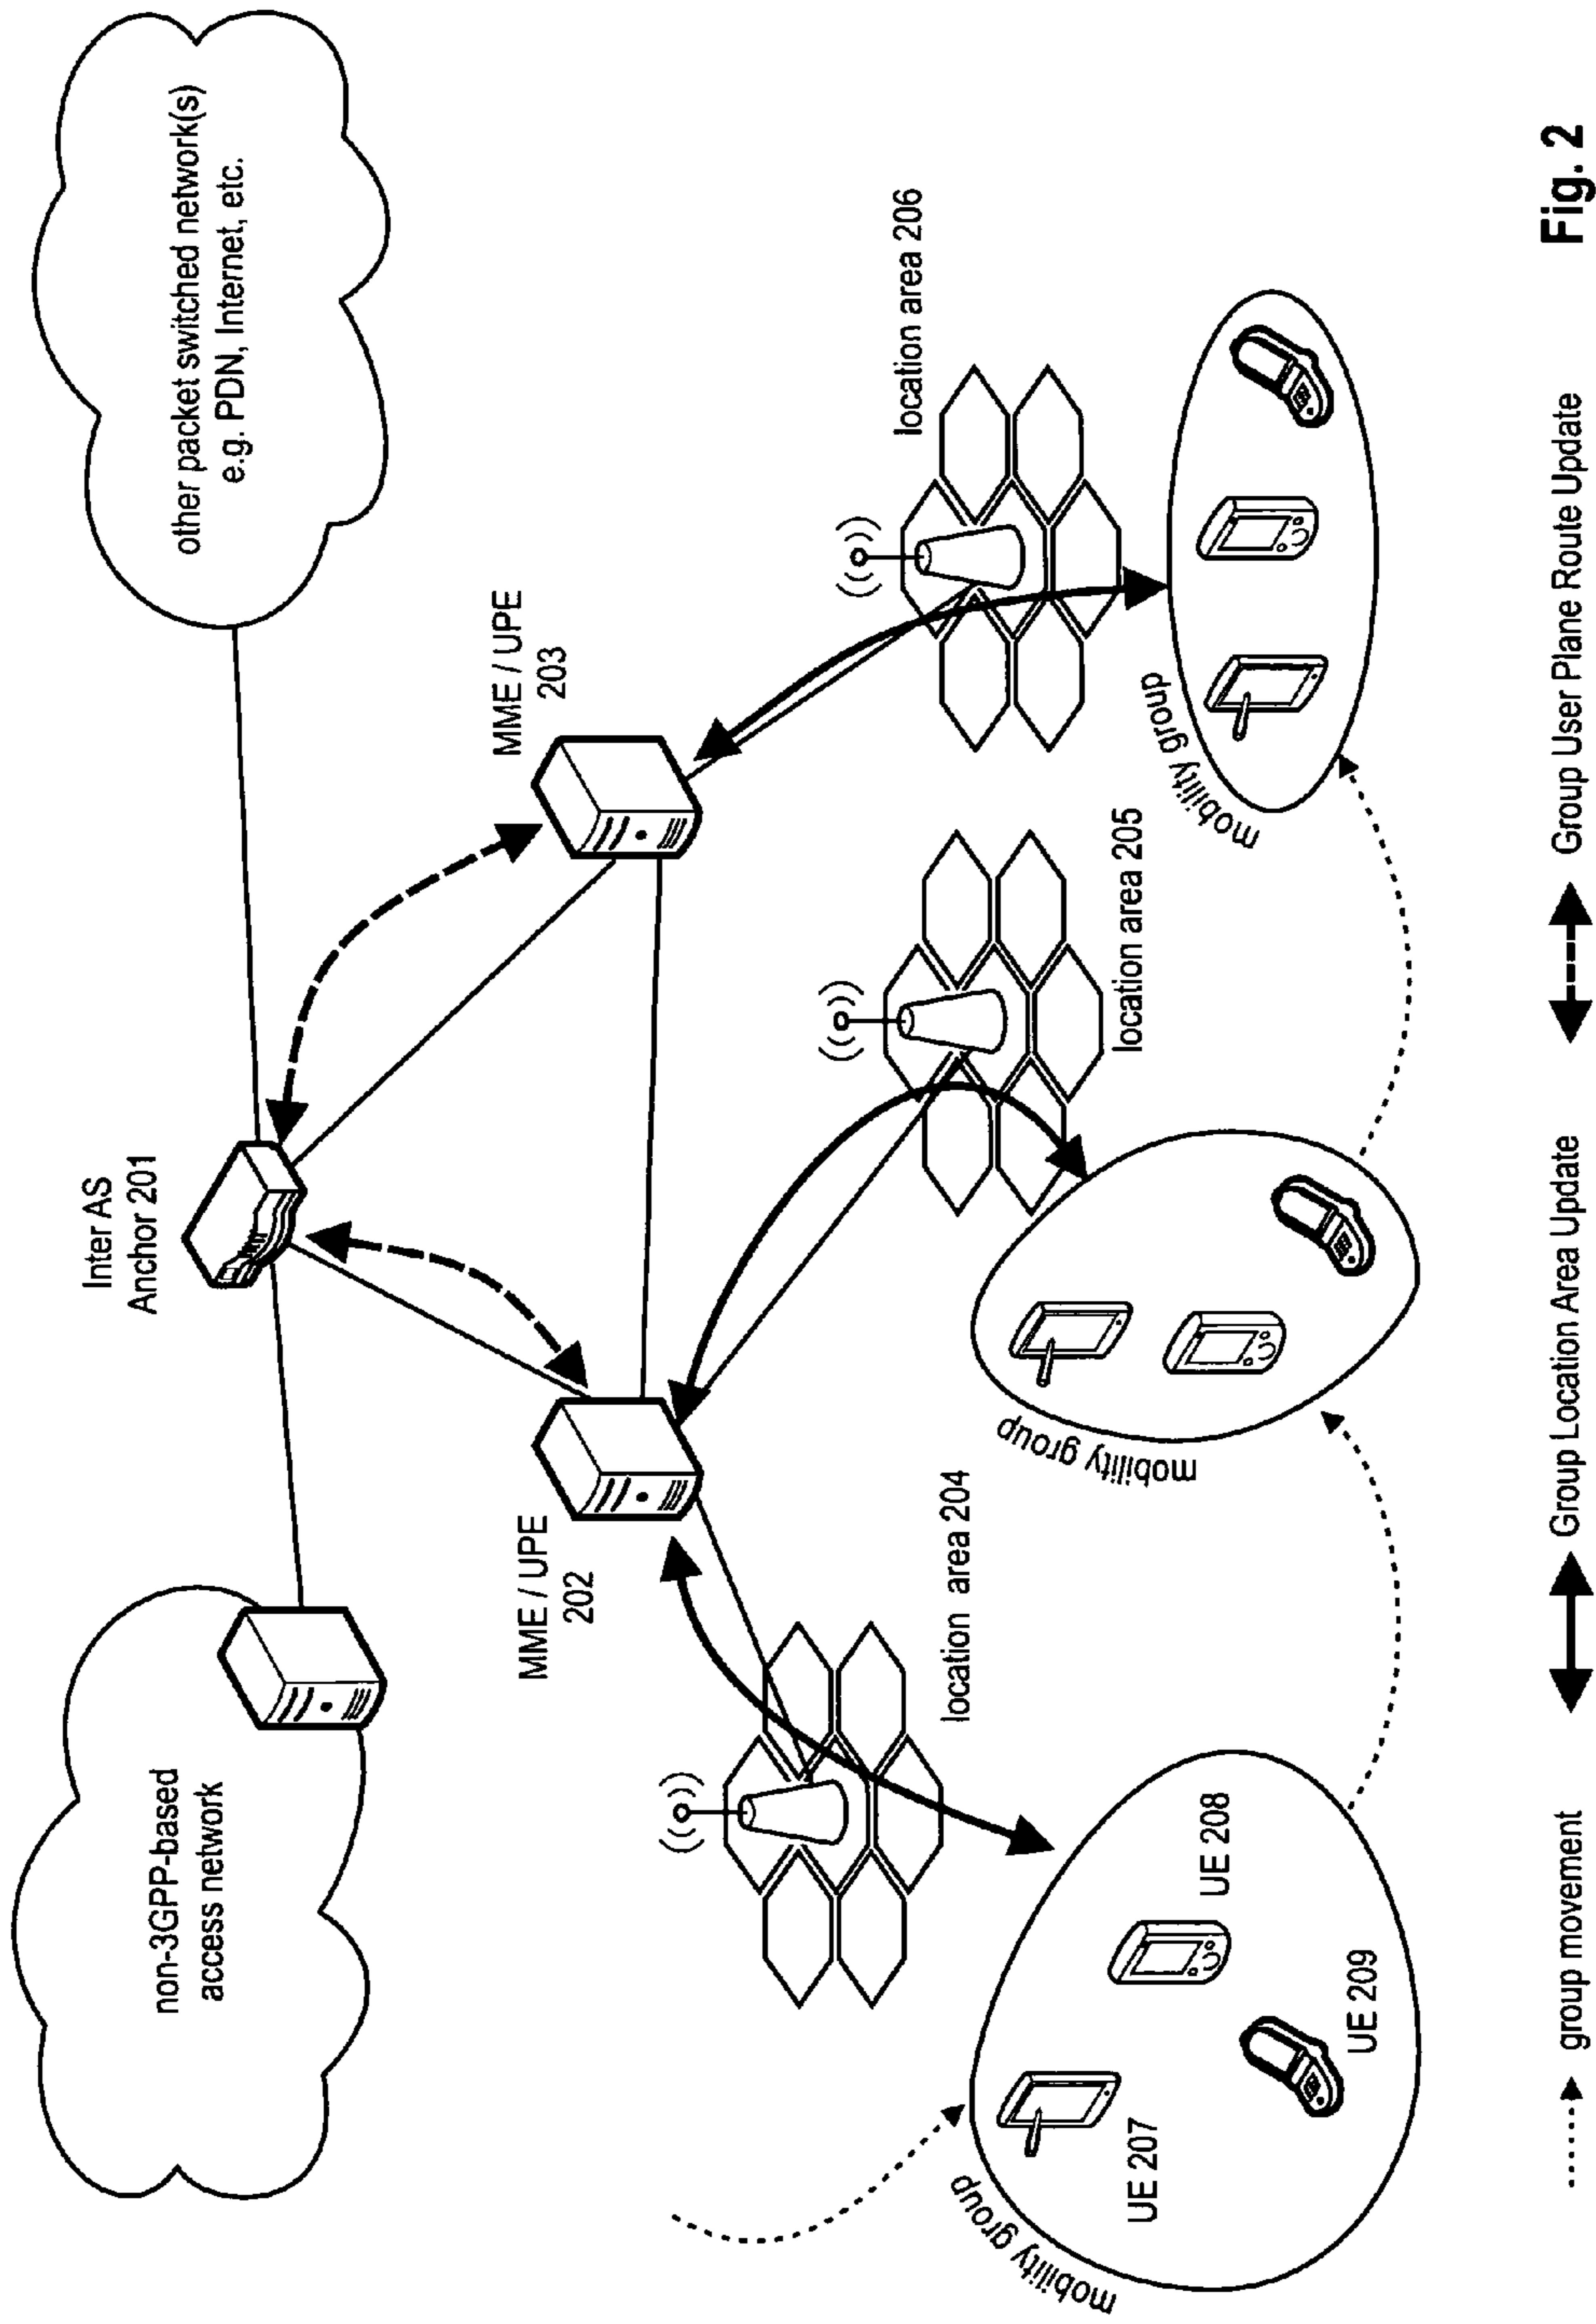 non-3GPP-based
access network
other packet switched network(s)
e.g. PDN, Internet, etc.
Inter AS
Anchor 201
MME / UPE
202
MME / UPE
203
location area 204
location area 205
location area 206
mobility group
UE 207
UE 208
UE 209
mobility group
mobility group
group movement
Group Location Area Update
Group User Plane Route Update
Fig. 2